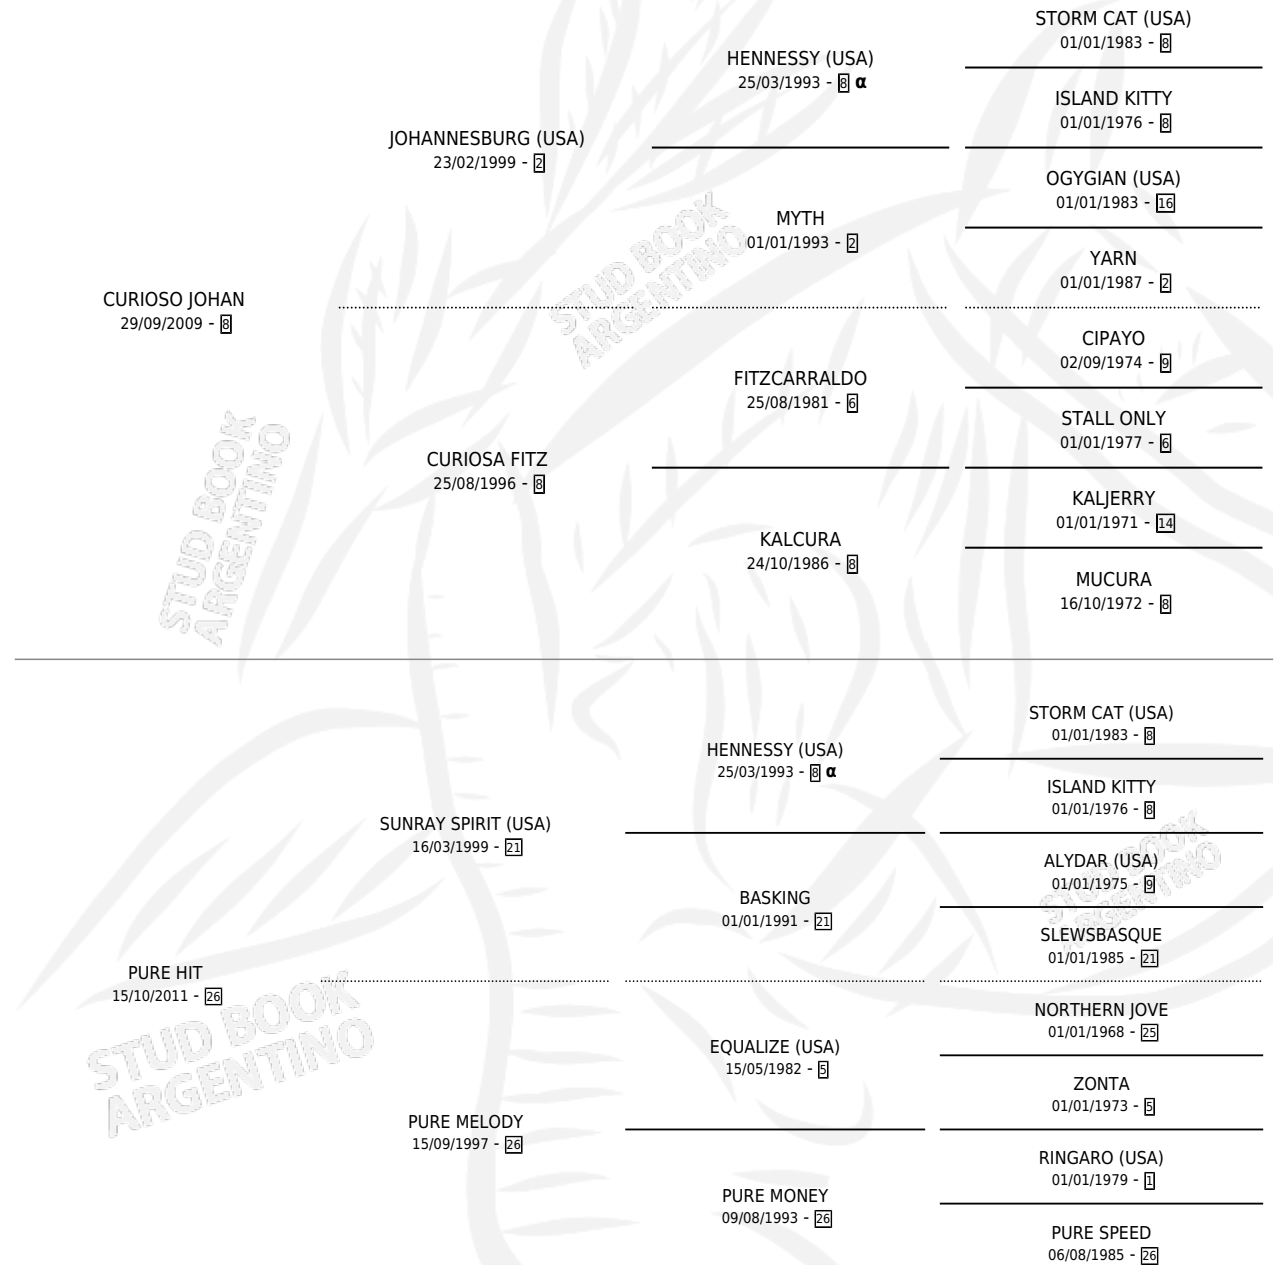 STORM CAT (USA)
01/01/1983 - 8
HENNESSY (USA)
25/03/1993 - 8 α
ISLAND KITTY
01/01/1976 - 8
JOHANNESBURG (USA)
23/02/1999 - 2
OGYGIAN (USA)
01/01/1983 - 16
MYTH
01/01/1993 - 2
YARN
01/01/1987 - 2
STUD BOOK
ARGENTINO
CURIOSO JOHAN
29/09/2009 - 8
CIPAYO
02/09/1974 - 9
FITZCARRALDO
25/08/1981 - 6
STALL ONLY
01/01/1977 - 6
CURIOSA FITZ
25/08/1996 - 8
KALJERRY
01/01/1971 - 14
KALCURA
24/10/1986 - 8
MUCURA
16/10/1972 - 8
STUD BOOK
ARGENTINO
STORM CAT (USA)
01/01/1983 - 8
HENNESSY (USA)
25/03/1993 - 8 α
ISLAND KITTY
01/01/1976 - 8
SUNRAY SPIRIT (USA)
16/03/1999 - 21
ALYDAR (USA)
01/01/1975 - 9
BASKING
01/01/1991 - 21
SLEWSBASQUE
01/01/1985 - 21
STUD BOOK
ARGENTINO
PURE HIT
15/10/2011 - 26
NORTHERN JOVE
01/01/1968 - 25
EQUALIZE (USA)
15/05/1982 - 5
ZONTA
01/01/1973 - 5
PURE MELODY
15/09/1997 - 26
RINGARO (USA)
01/01/1979 - 1
PURE MONEY
09/08/1993 - 26
PURE SPEED
06/08/1985 - 26
STUD BOOK
ARGENTINO